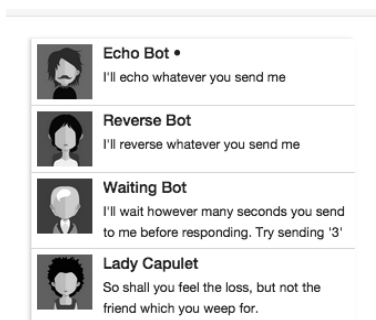 Echo Bot •
I'll echo whatever you send me
Reverse Bot
I'll reverse whatever you send me
Waiting Bot
I'll wait however many seconds you send
to me before responding. Try sending '3'
Lady Capulet
So shall you feel the loss, but not the
friend which you weep for.